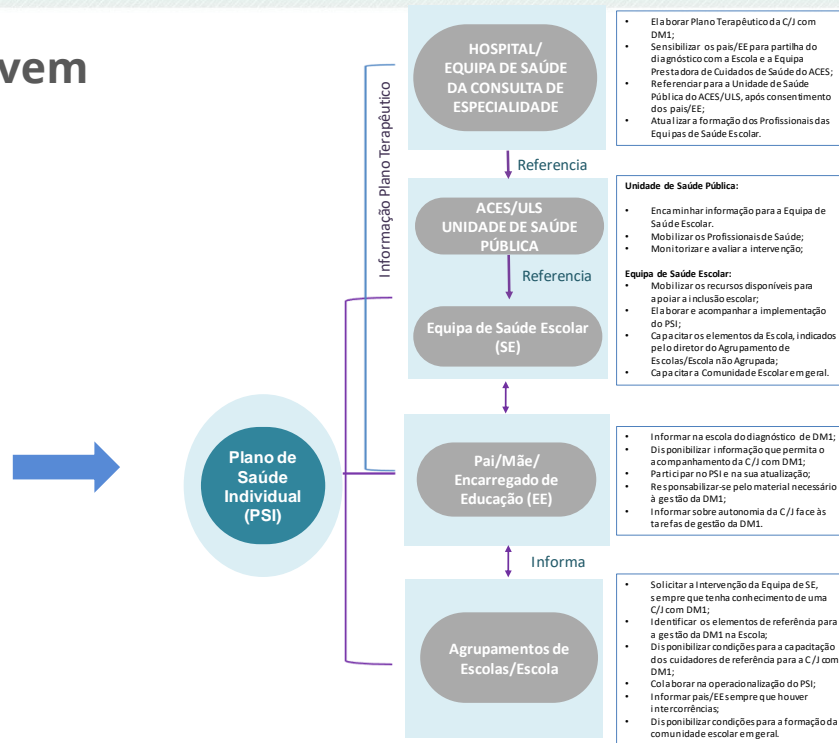 vem
Informação Plano Terapêutico
HOSPITAL/
EQUIPA DE SAÚDE
DA CONSULTA DE
ESPECIALIDADE
• Elaborar Plano Terapêutico da C/J com
DM1;
• Sensibilizar os pais/EE para partilha do
diagnóstico com a Escola e a Equipa
Prestadora de Cuidados de Saúde do ACES;
• Referenciar para a Unidade de Saúde
Pública do ACES/ULS, após consentimento
dos pais/EE;
• Atualizar a formação dos Profissionais das
Equipas de Saúde Escolar.
Referencia
ACES/ULS
UNIDADE DE SAÚDE
PÚBLICA
Referencia
Equipa de Saúde Escolar
(SE)
Unidade de Saúde Pública:
• Encaminhar informação para a Equipa de
Saúde Escolar.
• Mobilizar os Profissionais de Saúde;
• Monitorizar e avaliar a intervenção;
Equipa de Saúde Escolar:
• Mobilizar os recursos disponíveis para
apoiar a inclusão escolar;
• Elaborar e acompanhar a implementação
do PSI;
• Capacitar os elementos da Escola, indicados
pelo diretor do Agrupamento de
Escolas/Escola não Agrupada;
• Capacitar a Comunidade Escolar em geral.
Plano de
Saúde
Individual
(PSI)
Pai/Mãe/
Encarregado de
Educação (EE)
• Informar na escola do diagnóstico de DM1;
• Disponibilizar informação que permita o
acompanhamento da C/J com DM1;
• Participar no PSI e na sua atualização;
• Responsabilizar-se pelo material necessário
à gestão da DM1;
• Informar sobre autonomia da C/J face às
tarefas de gestão da DM1.
Informa
Agrupamentos de
Escolas/Escola
• Solicitar a Intervenção da Equipa de SE,
sempre que tenha conhecimento de uma
C/J com DM1;
• Identificar os elementos de referência para
a gestão da DM1 na Escola;
• Disponibilizar condições para a capacitação
dos cuidadores de referência para a C/J com
DM1;
• Colaborar na operacionalização do PSI;
• Informar pais/EE sempre que houver
intercorrências;
• Disponibilizar condições para a formação da
comunidade escolar em geral.